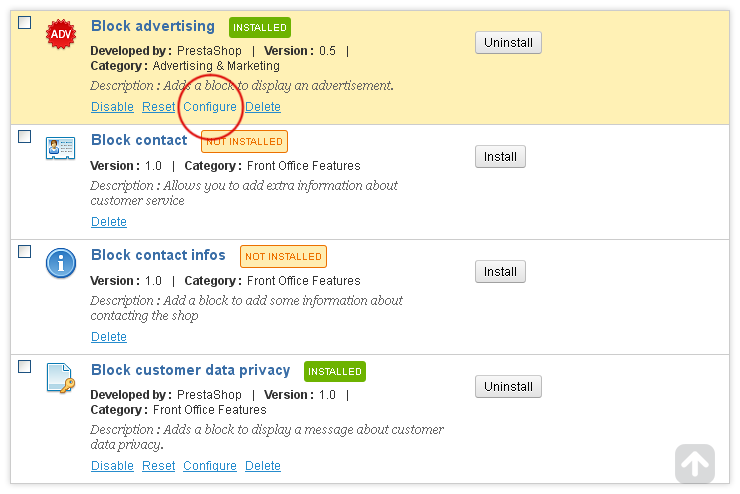 ADV
Block advertising INSTALLED
Uninstall
Developed by : PrestaShop | Version : 0.5 |
Category : Advertising & Marketing
Description : Adds a block to display an advertisement.
Disable Reset Configure Delete
Block contact NOT INSTALLED
Install
Version : 1.0 | Category : Front Office Features
Description : Allows you to add extra information about
customer service
Delete
Block contact infos NOT INSTALLED
Install
Version : 1.0 | Category : Front Office Features
Description : Add a block to add some information about
contacting the shop
Delete
Block customer data privacy INSTALLED
Uninstall
Developed by : PrestaShop | Version : 1.0 |
Category : Front Office Features
Description : Adds a block to display a message about customer
data privacy.
Disable Reset Configure Delete